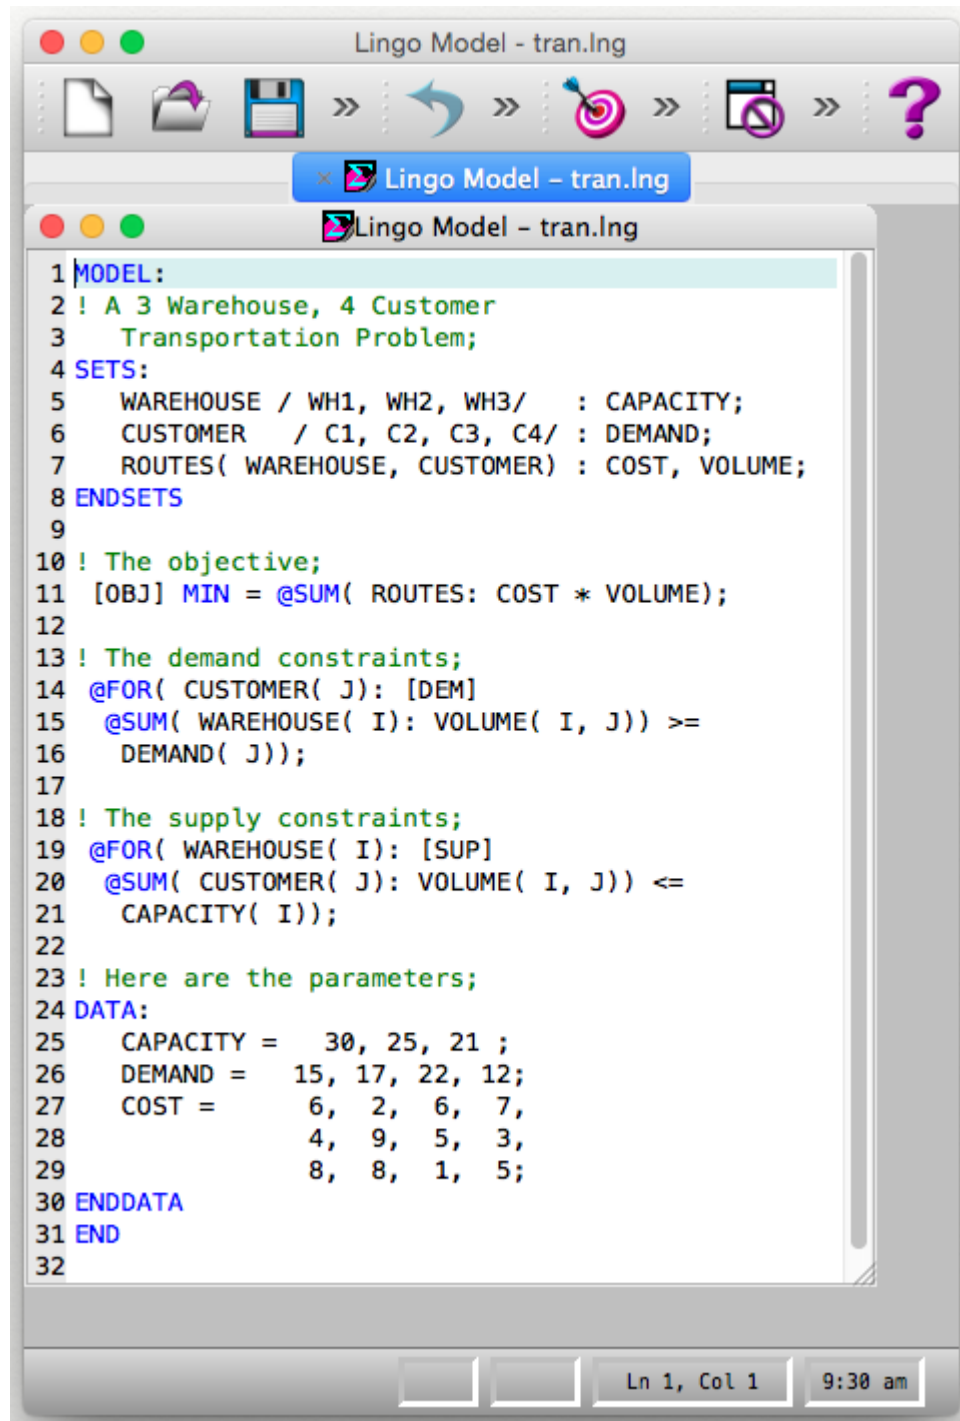 Lingo Model - tran.lng
» » » »
Lingo Model - tran.lng
Lingo Model - tran.lng
1 MODEL:
2 ! A 3 Warehouse, 4 Customer
3    Transportation Problem;
4 SETS:
5    WAREHOUSE / WH1, WH2, WH3/   : CAPACITY;
6    CUSTOMER   / C1, C2, C3, C4/ : DEMAND;
7    ROUTES( WAREHOUSE, CUSTOMER) : COST, VOLUME;
8 ENDSETS
9
10 ! The objective;
11  [OBJ] MIN = @SUM( ROUTES: COST * VOLUME);
12
13 ! The demand constraints;
14  @FOR( CUSTOMER( J): [DEM]
15   @SUM( WAREHOUSE( I): VOLUME( I, J)) >=
16    DEMAND( J));
17
18 ! The supply constraints;
19  @FOR( WAREHOUSE( I): [SUP]
20   @SUM( CUSTOMER( J): VOLUME( I, J)) <=
21    CAPACITY( I));
22
23 ! Here are the parameters;
24 DATA:
25    CAPACITY =   30, 25, 21 ;
26    DEMAND =   15, 17, 22, 12;
27    COST =      6,  2,  6,  7,
28                4,  9,  5,  3,
29                8,  8,  1,  5;
30 ENDDATA
31 END
32
Ln 1, Col 1 9:30 am